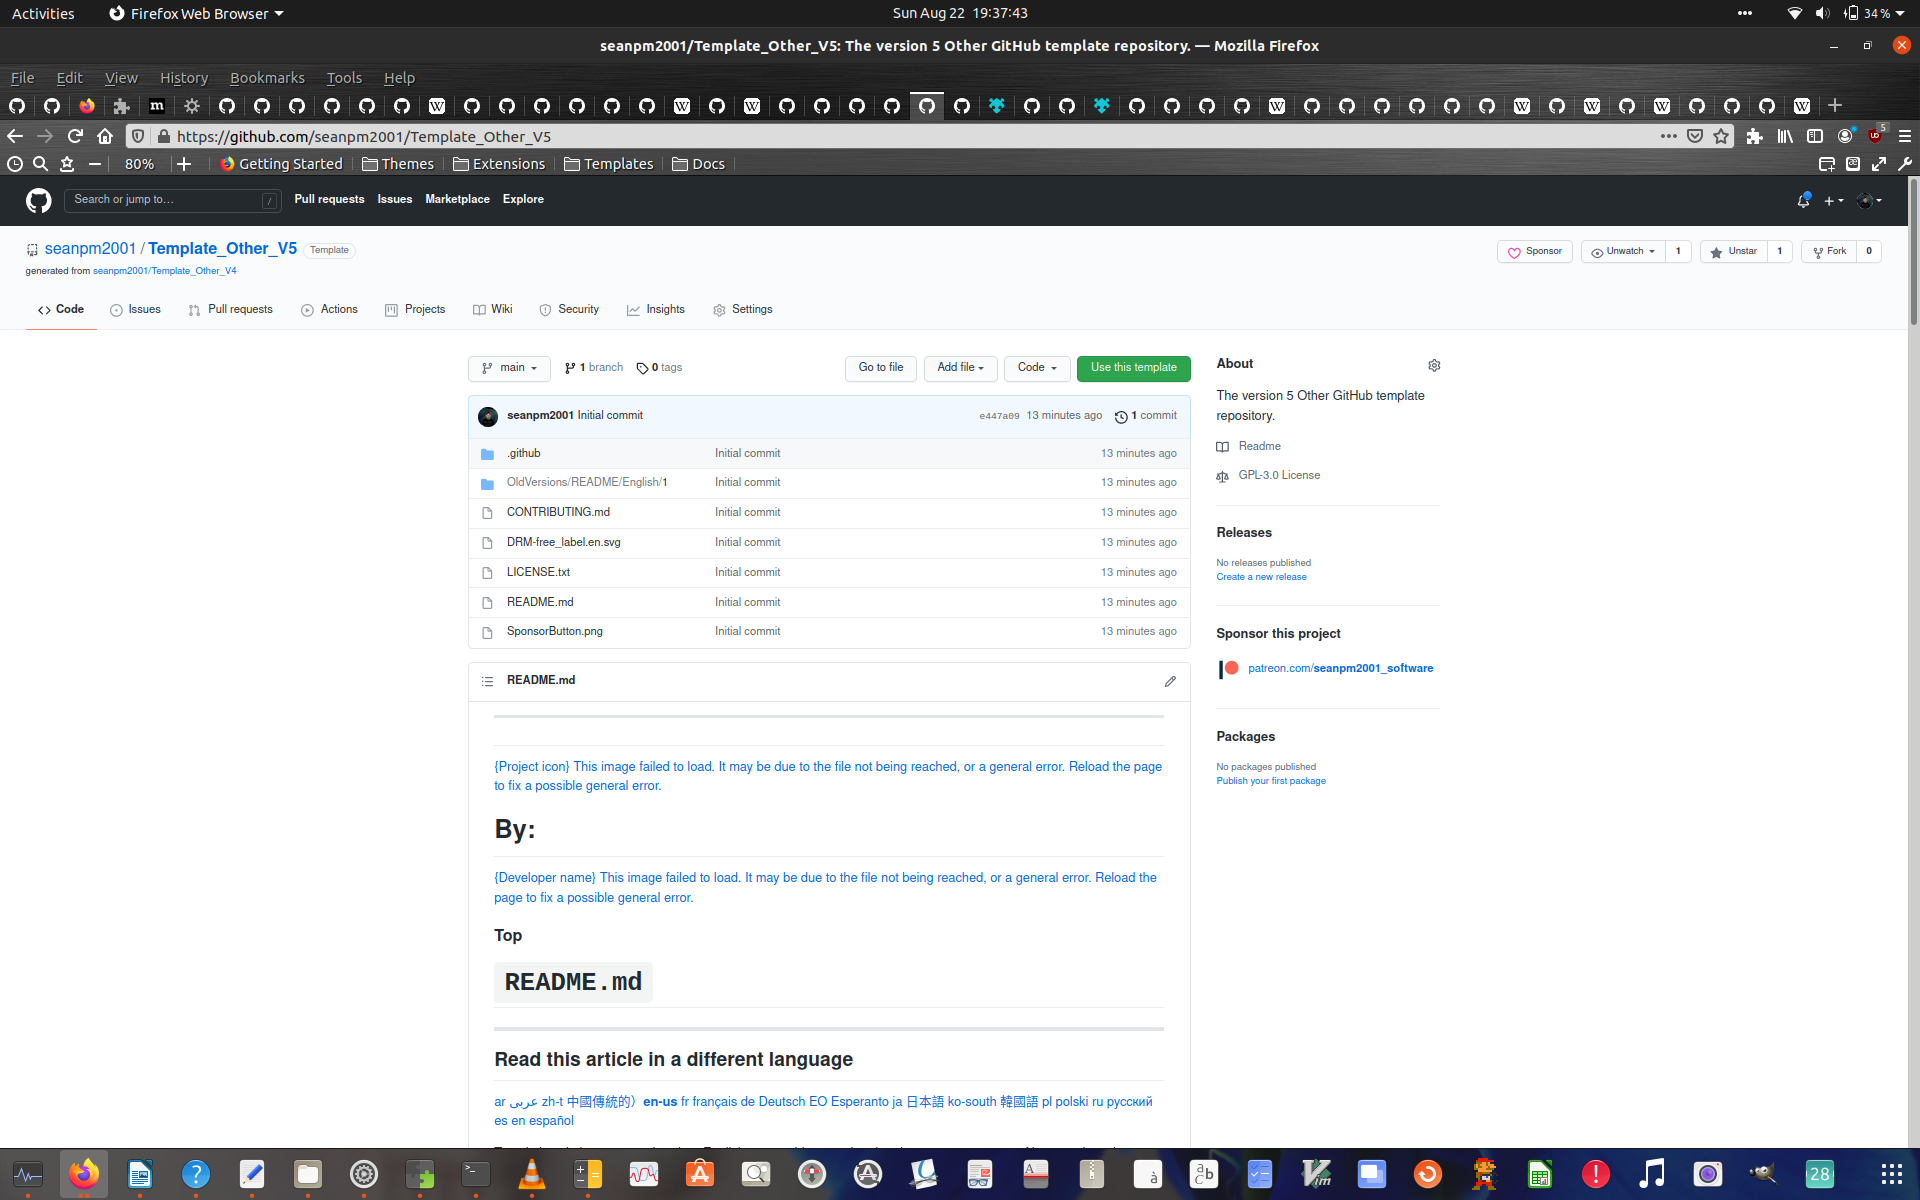 Activities Firefox Web Browser Sun Aug 22 19:37:43 34 %
seanpm2001/Template_Other_V5: The version 5 Other GitHub template repository. — Mozilla Firefox
File Edit View History Bookmarks Tools Help
https://github.com/seanpm2001/Template_Other_V5 5
80% Getting Started Themes Extensions Templates Docs
Search or jump to… / Pull requests Issues Marketplace Explore
seanpm2001 / Template_Other_V5 Template Sponsor Unwatch 1 Unstar 1 Fork 0
generated from seanpm2001/Template_Other_V4
Code Issues Pull requests Actions Projects Wiki Security Insights Settings
main 1 branch 0 tags Go to file Add file Code Use this template
seanpm2001 Initial commit e447a09 13 minutes ago 1 commit
.github Initial commit 13 minutes ago
OldVersions/README/English/1 Initial commit 13 minutes ago
CONTRIBUTING.md Initial commit 13 minutes ago
DRM-free_label.en.svg Initial commit 13 minutes ago
LICENSE.txt Initial commit 13 minutes ago
README.md Initial commit 13 minutes ago
SponsorButton.png Initial commit 13 minutes ago
README.md
{Project icon} This image failed to load. It may be due to the file not being reached, or a general error. Reload the page
to fix a possible general error.
By:
{Developer name} This image failed to load. It may be due to the file not being reached, or a general error. Reload the
page to fix a possible general error.
Top
README.md
Read this article in a different language
ar عربى zh-t 中國傳統的）en-us fr français de Deutsch EO Esperanto ja 日本語 ko-south 韓國語 pl polski ru русский
es en español
About
The version 5 Other GitHub template
repository.
Readme
GPL-3.0 License
Releases
No releases published
Create a new release
Sponsor this project
patreon.com/seanpm2001_software
Packages
No packages published
Publish your first package
28